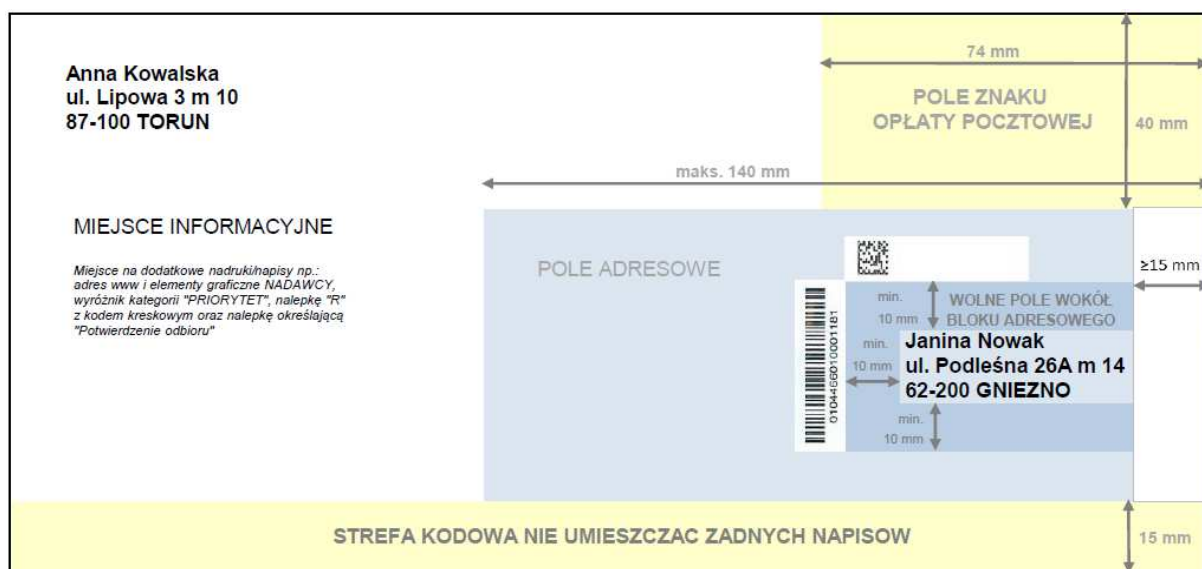 Anna Kowalska
ul. Lipowa 3 m 10
87-100 TORUN
74 mm
POLE ZNAKU
OPŁATY POCZTOWEJ
40 mm
maks. 140 mm
MIEJSCE INFORMACYJNE
Miejsce na dodatkowe nadruki/napisy np.:
adres www i elementy graficzne NADAWCY,
wyróżnik kategorii "PRIORYTET", nalepkę "R"
z kodem kreskowym oraz nalepkę określającą
"Potwierdzenie odbioru"
POLE ADRESOWE
≥15 mm
min.
10 mm
WOLNE POLE WOKÓŁ
BLOKU ADRESOWEGO
0104466010001181
min.
10 mm
Janina Nowak
ul. Podleśna 26A m 14
62-200 GNIEZNO
min.
10 mm
STREFA KODOWA NIE UMIESZCZAC ZADNYCH NAPISOW
15 mm